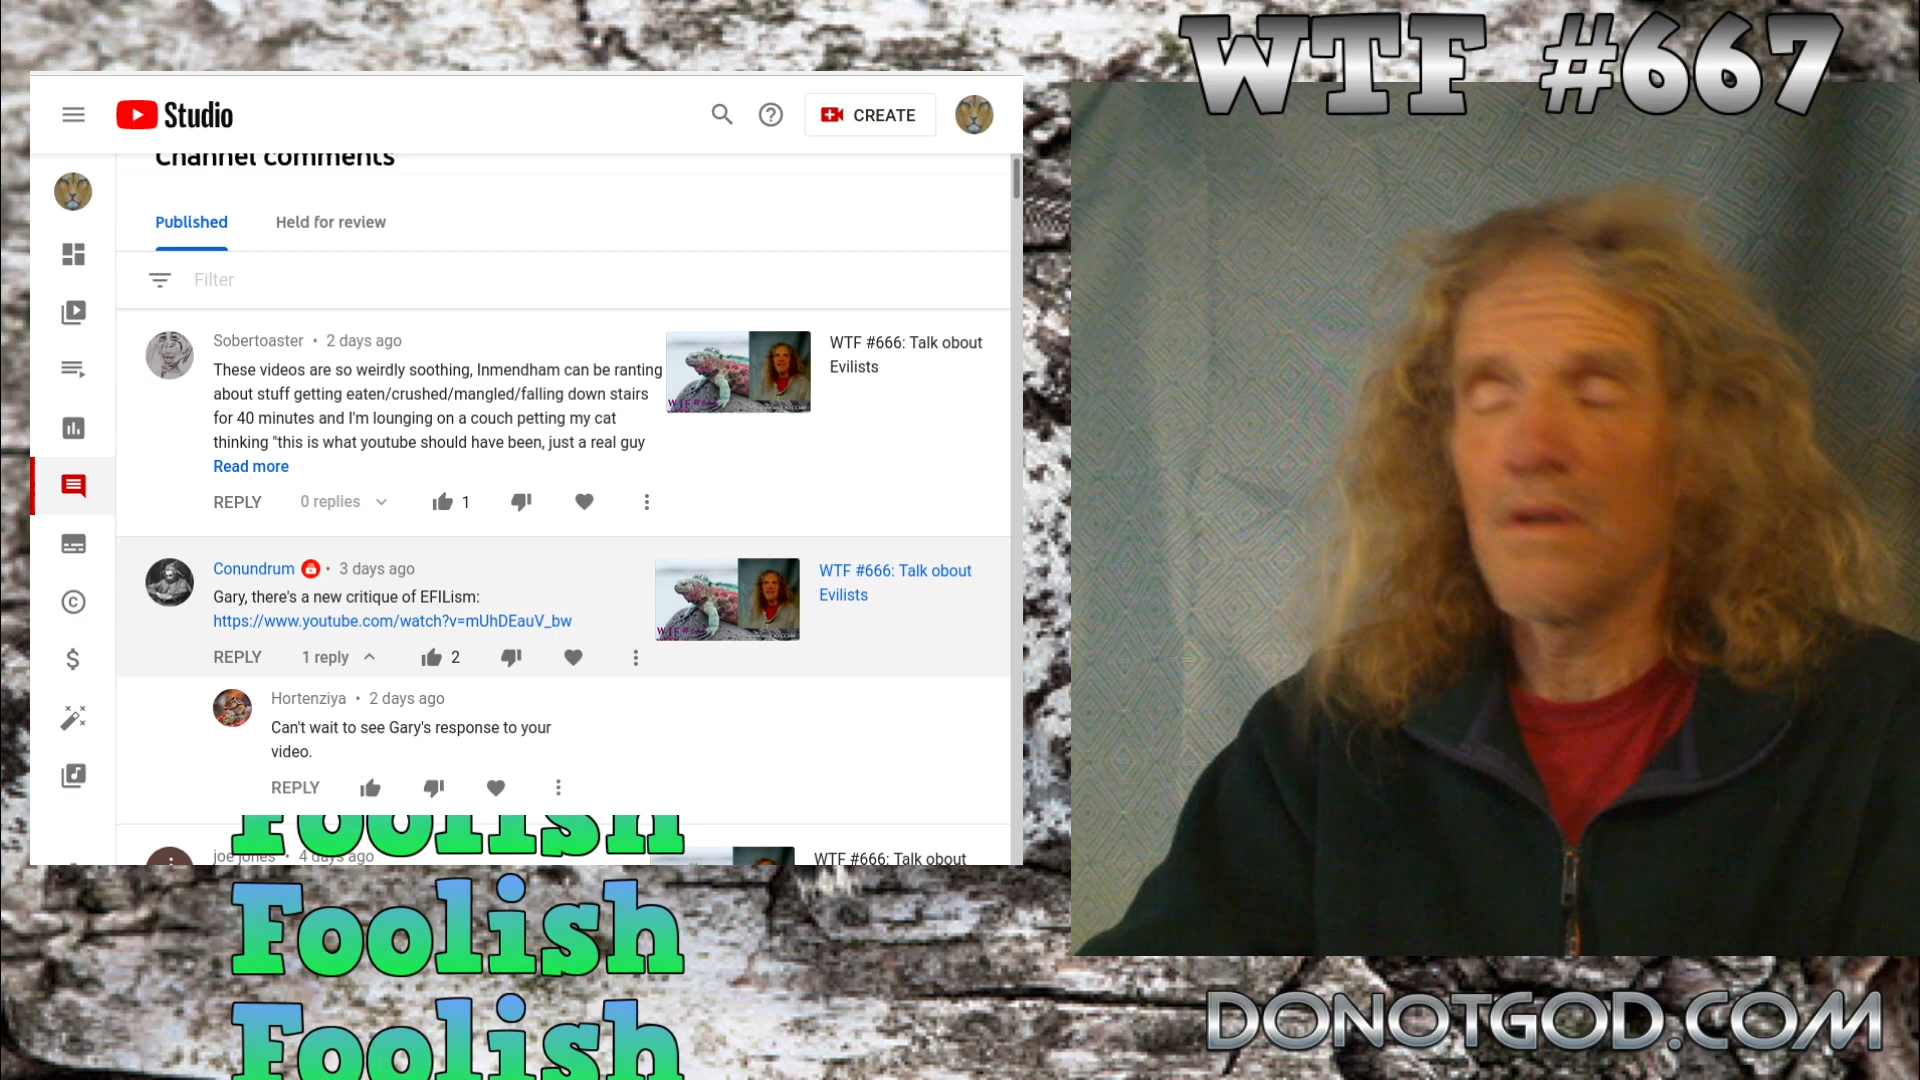 WTF #667
Studio
CREATE
Channel comments
Published
Held for review
Filter
Sobertoaster • 2 days ago
These videos are so weirdly soothing, Inmendham can be ranting
about stuff getting eaten/crushed/mangled/falling down stairs
for 40 minutes and I'm lounging on a couch petting my cat
thinking "this is what youtube should have been, just a real guy
Read more
REPLY
0 replies
1
WTF #666: Talk obout
Evilists
Conundrum • 3 days ago
Gary, there's a new critique of EFILism:
https://www.youtube.com/watch?v=mUhDEauV_bw
REPLY
1 reply
2
WTF #666: Talk obout
Evilists
Hortenziya • 2 days ago
Can't wait to see Gary's response to your
video.
REPLY
Foolish
joe jones • 4 days ago
WTF #666: Talk obout
Foolish
Foolish
DONOTGOD.COM